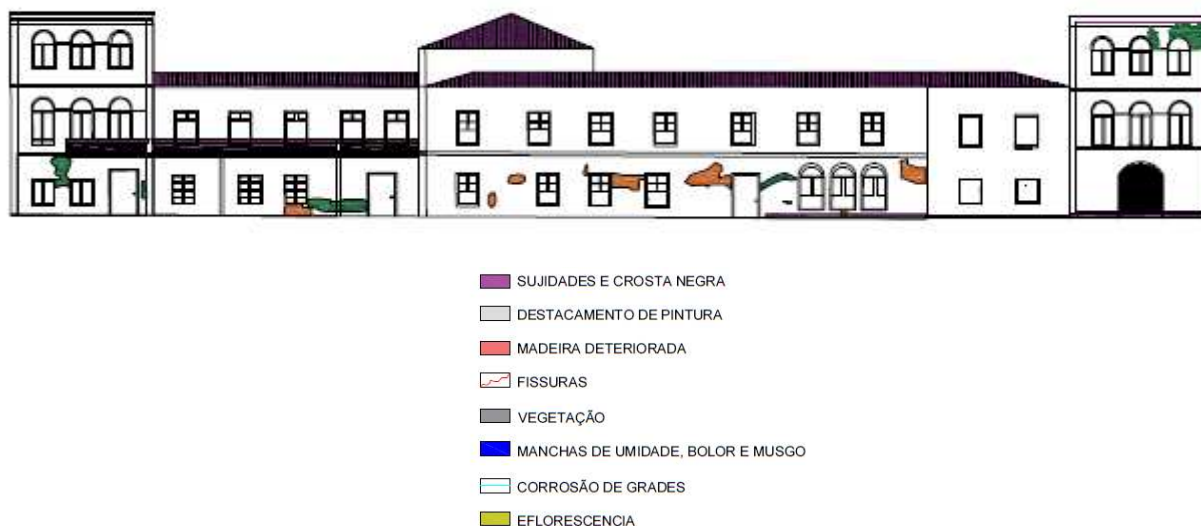 SUJIDADES E CROSTA NEGRA
DESTACAMENTO DE PINTURA
MADEIRA DETERIORADA
FISSURAS
VEGETAÇÃO
MANCHAS DE UMIDADE, BOLOR E MUSGO
CORROSÃO DE GRADES
EFLORESCENCIA